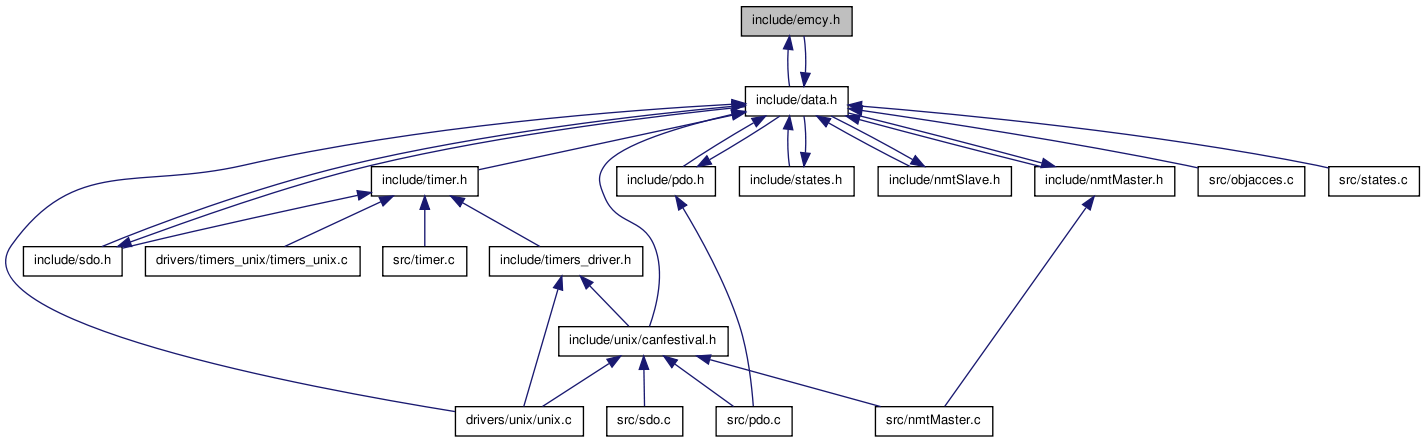 include/emcy.h
include/data.h
include/timer.h
include/pdo.h
include/states.h
include/nmtSlave.h
include/nmtMaster.h
src/objacces.c
src/states.c
include/sdo.h
drivers/timers_unix/timers_unix.c
src/timer.c
include/timers_driver.h
include/unix/canfestival.h
drivers/unix/unix.c
src/sdo.c
src/pdo.c
src/nmtMaster.c